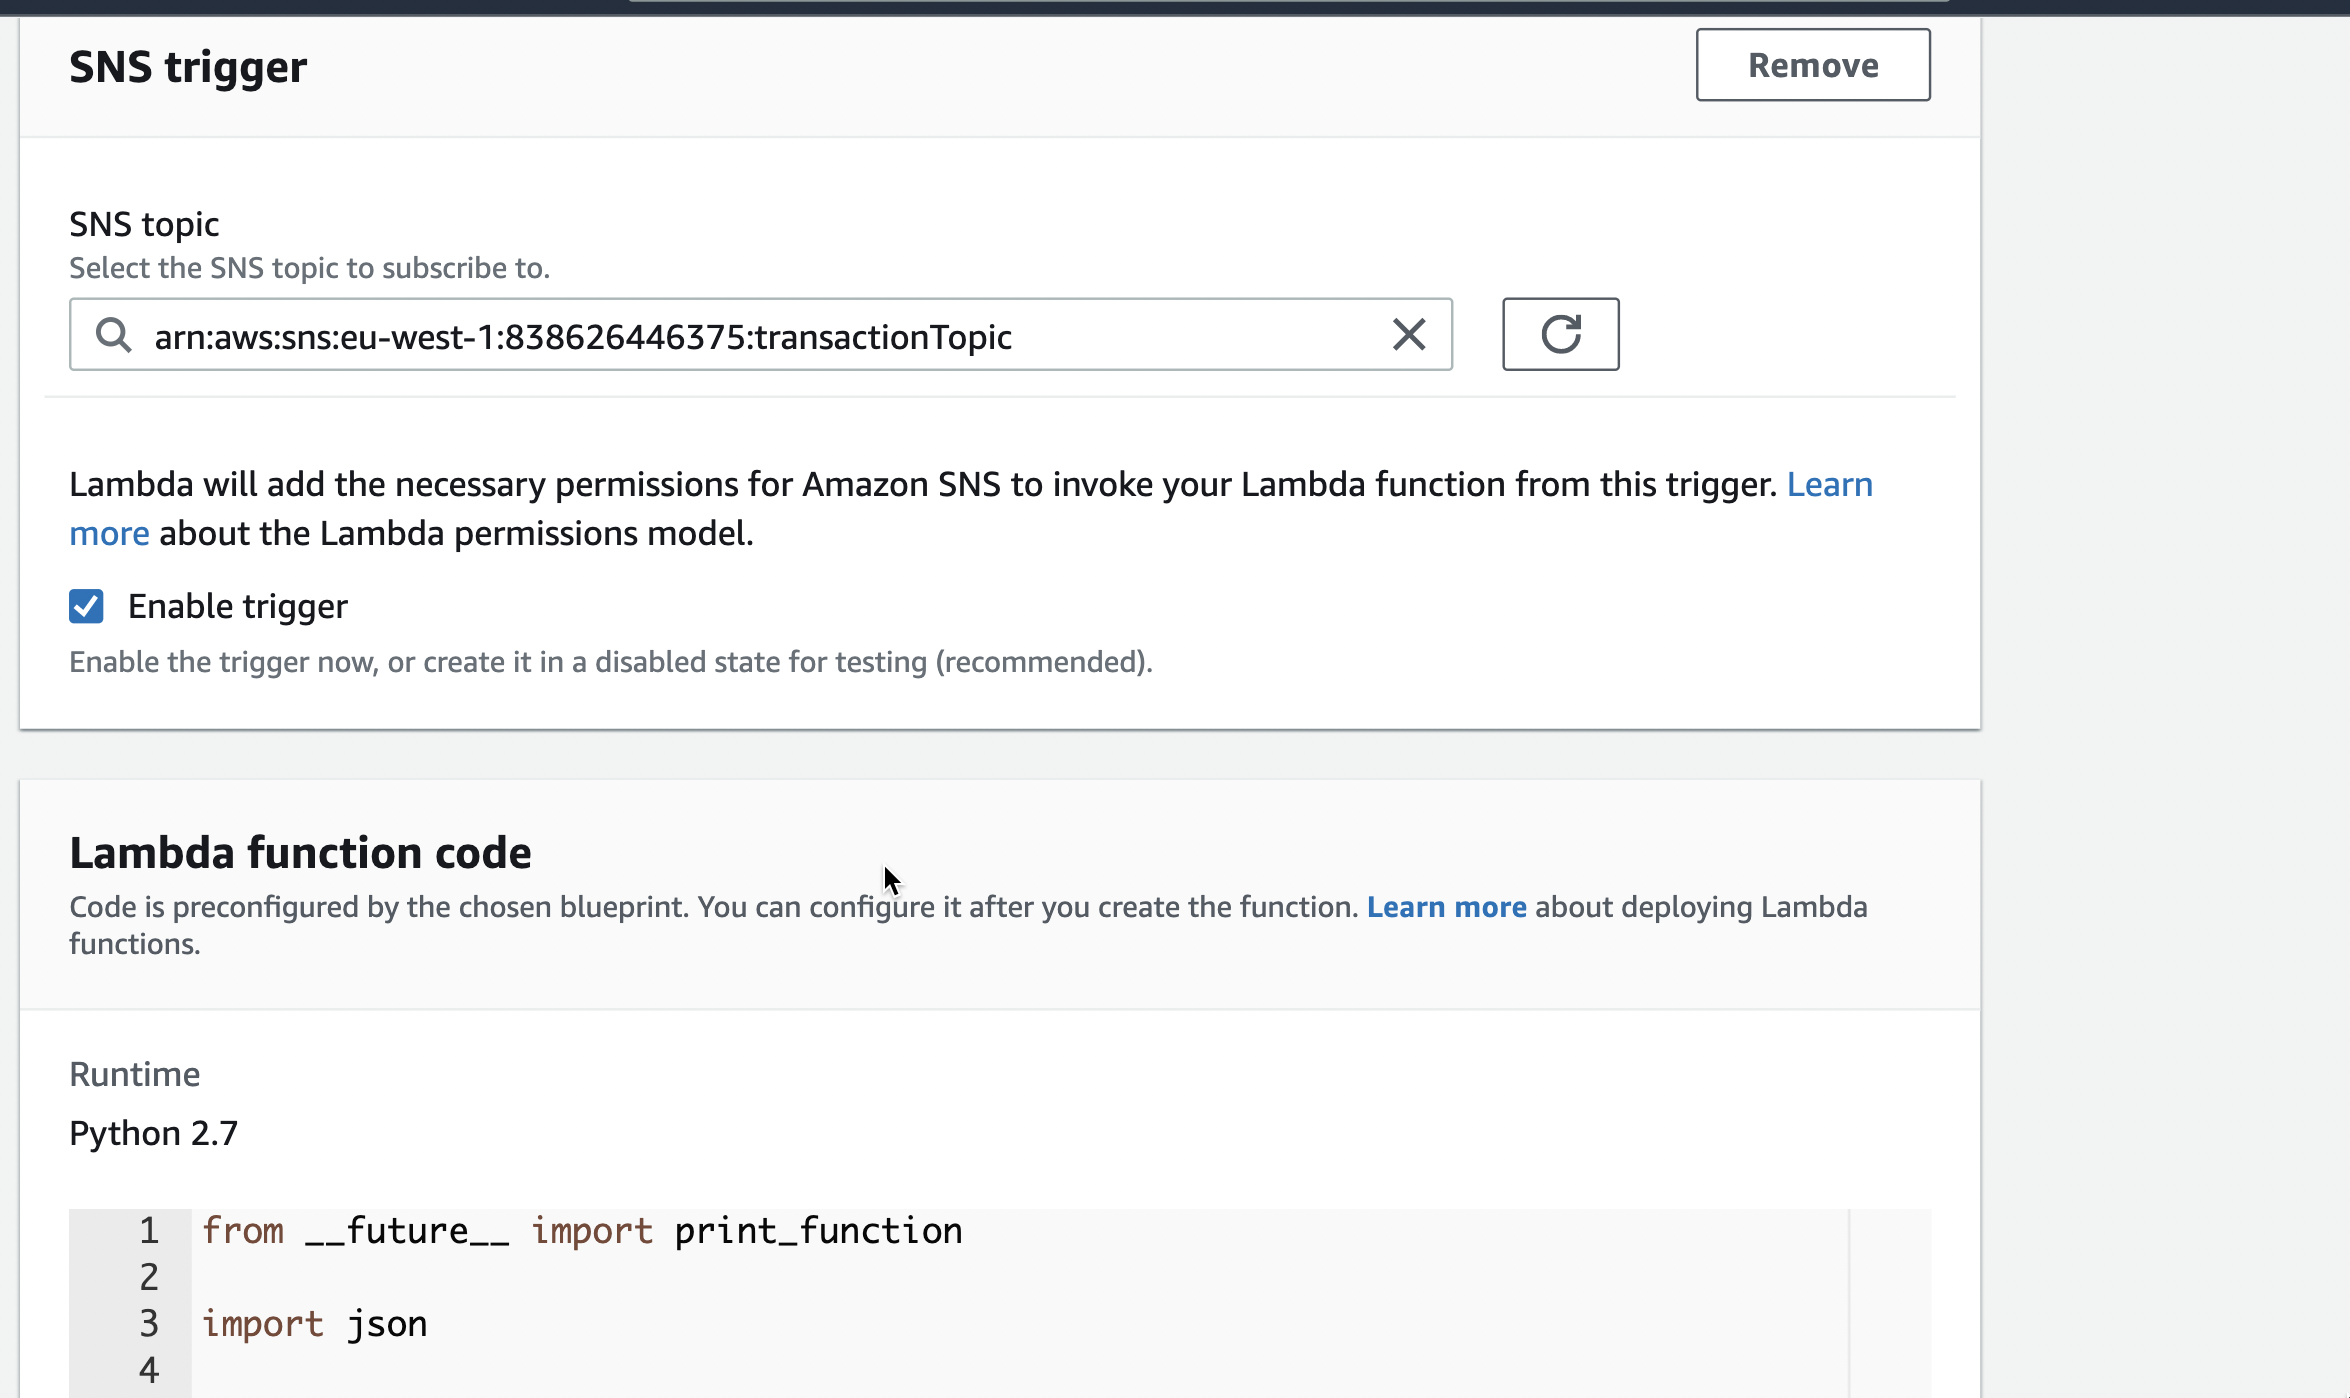 SNS trigger
Remove
SNS topic
Select the SNS topic to subscribe to.
arn:aws:sns:eu-west-1:838626446375:transactionTopic
Lambda will add the necessary permissions for Amazon SNS to invoke your Lambda function from this trigger. Learn
more about the Lambda permissions model.
Enable trigger
Enable the trigger now, or create it in a disabled state for testing (recommended).
Lambda function code
Code is preconfigured by the chosen blueprint. You can configure it after you create the function. Learn more about deploying Lambda
functions.
Runtime
Python 2.7
1 from __future__ import print_function
2
3 import json
4